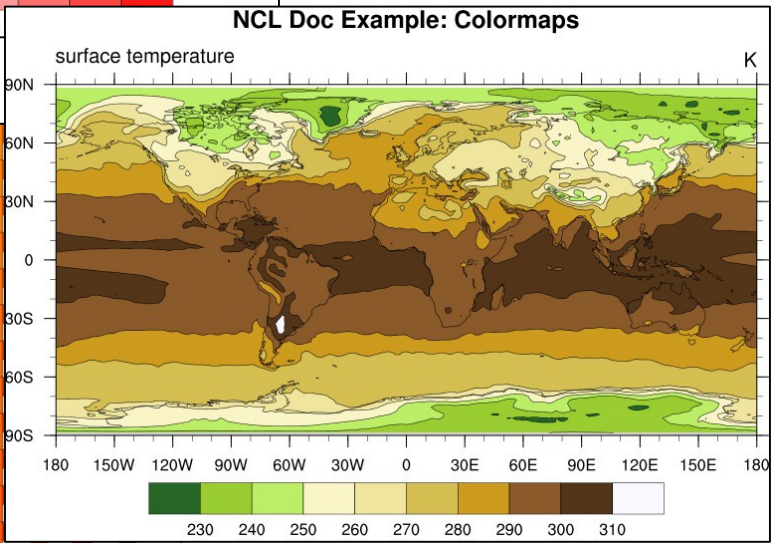 NCL Doc Example: Colormaps
surface temperature K
90N
60N
30N
0
30S
60S
90S
180 150W 120W 90W 60W 30W 0 30E 60E 90E 120E 150E 180
230 240 250 260 270 280 290 300 310